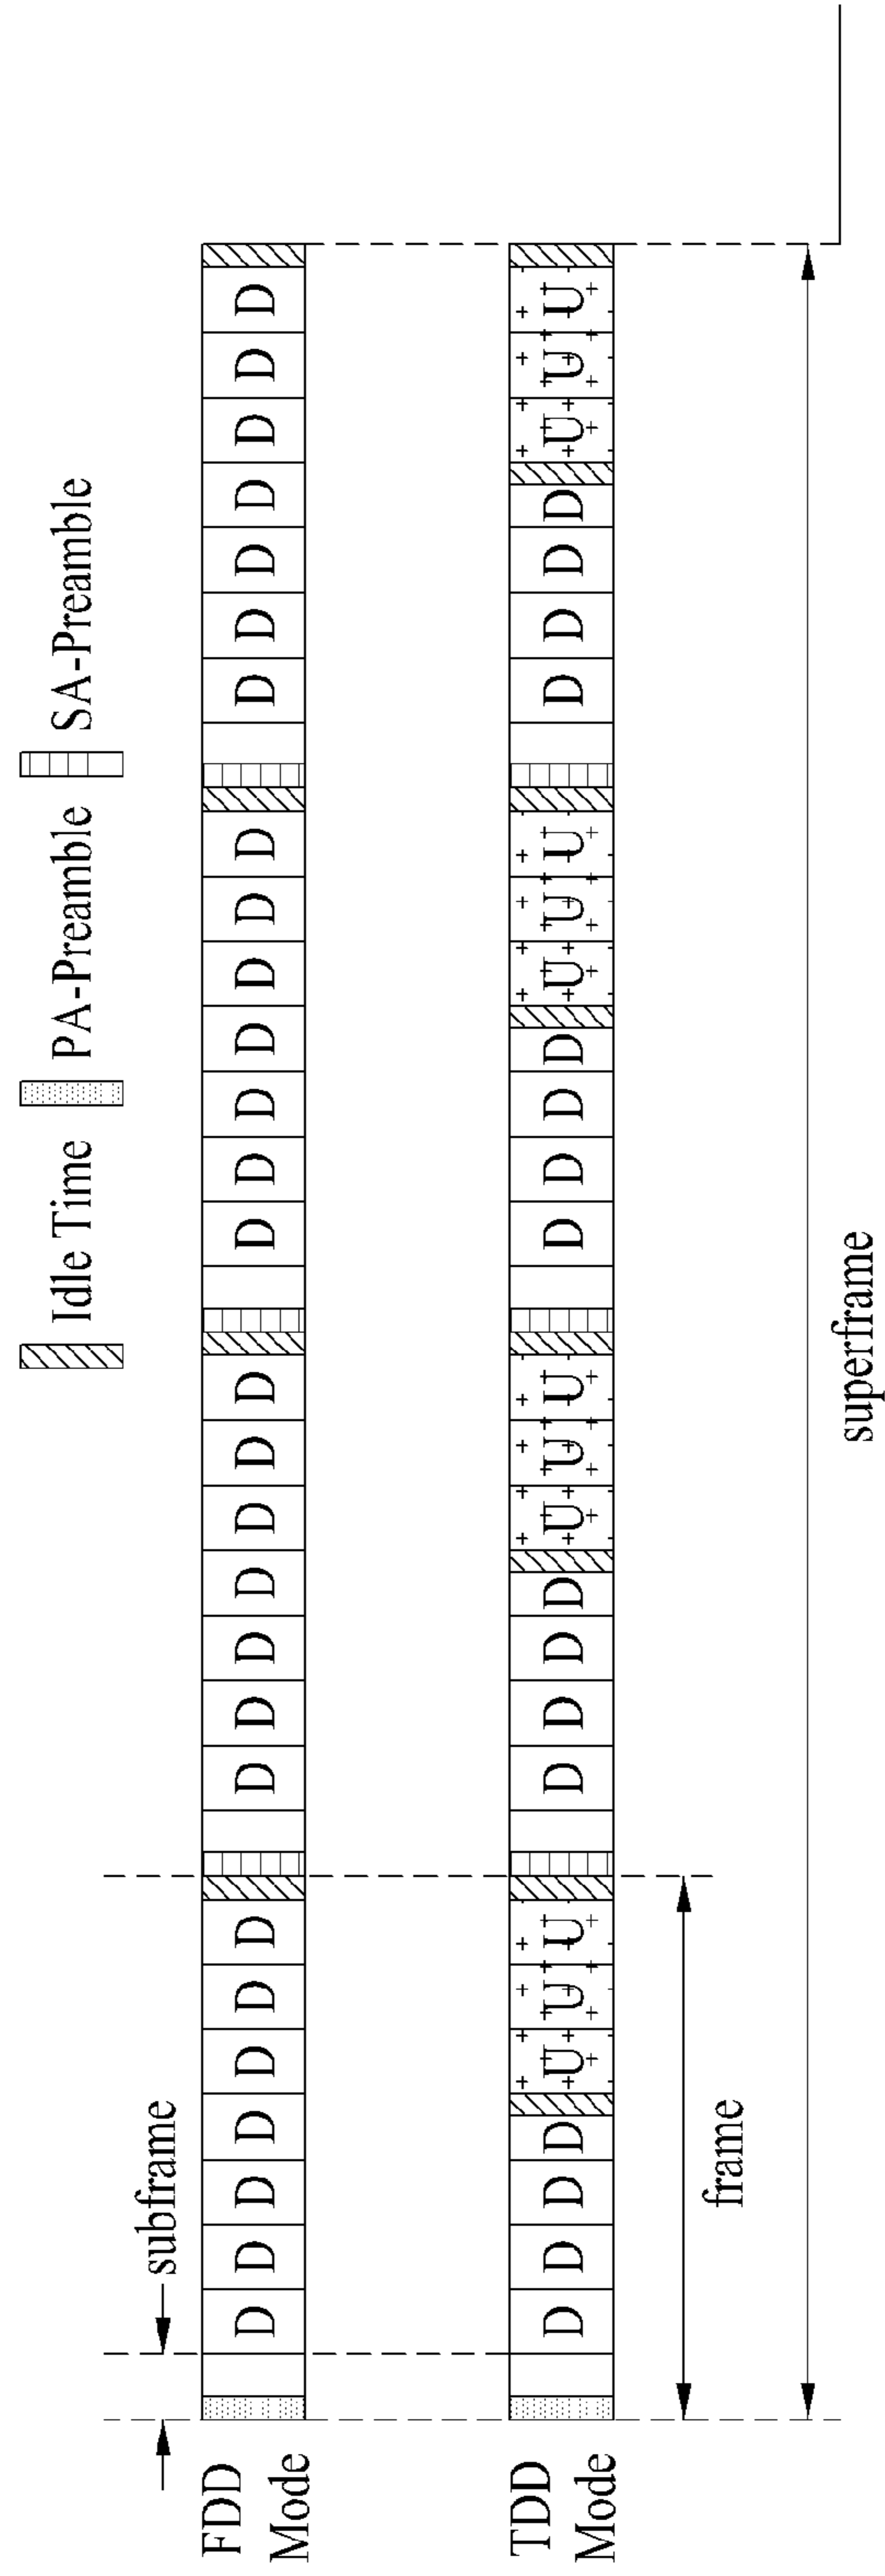 Idle Time PA-Preamble SA-Preamble
subframe
FDD Mode
D D D D D D D D D D D D D D D D D D D D D D D D D D D D
TDD Mode
D D D D U U U D D D D U U U D D D D U U U D D D D U U U
frame
superframe